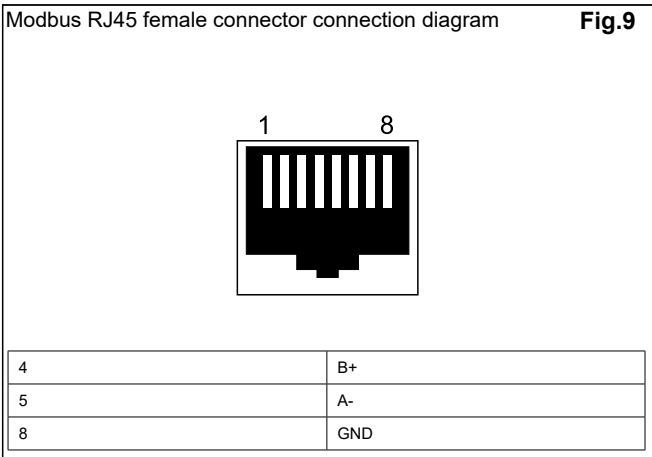 Modbus RJ45 female connector connection diagram Fig.9
1 8
4 B+
5 A-
8 GND